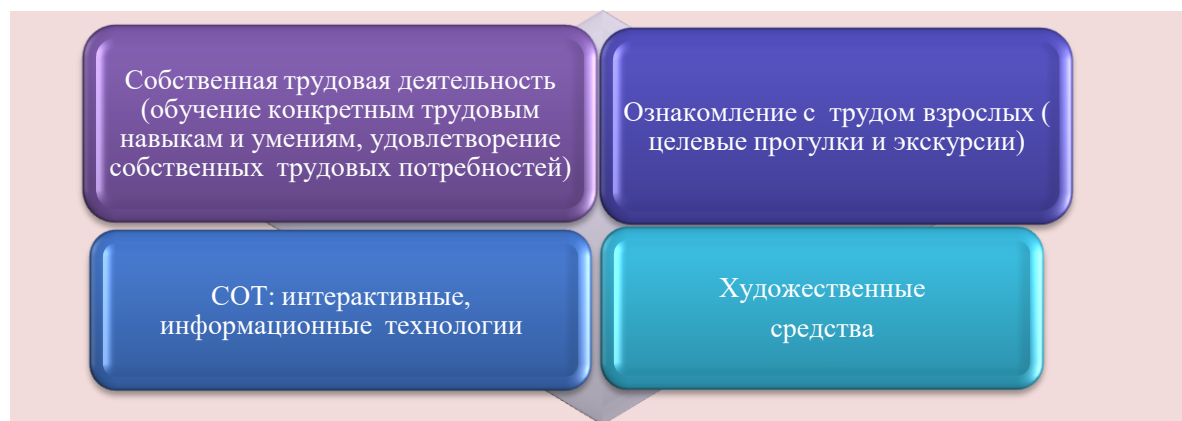 Собственная трудовая деятельность
(обучение конкретным трудовым
навыкам и умениям, удовлетворение
собственных трудовых потребностей)
Ознакомление с трудом взрослых (
целевые прогулки и экскурсии)
СОТ: интерактивные,
информационные технологии
Художественные
средства